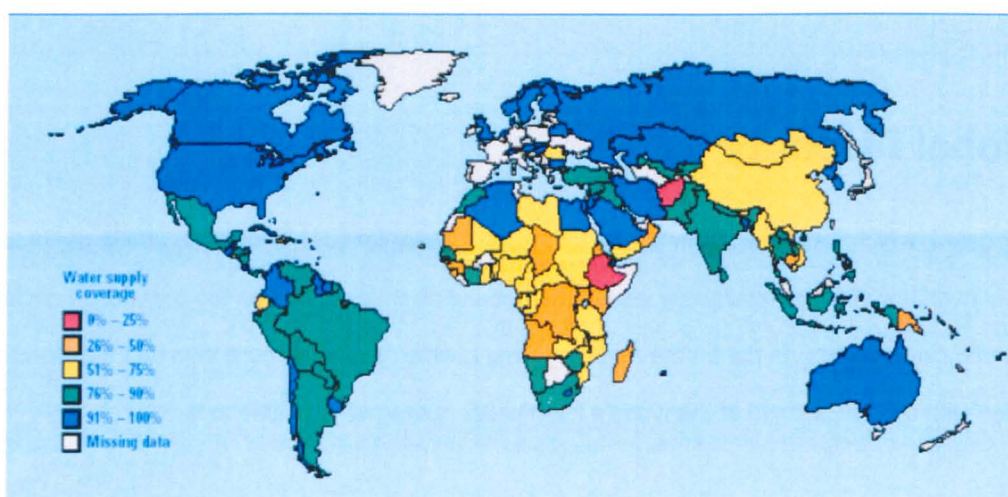 Water supply
coverage
0% – 25%
26% – 50%
51% – 75%
76% – 90%
91% – 100%
Missing data